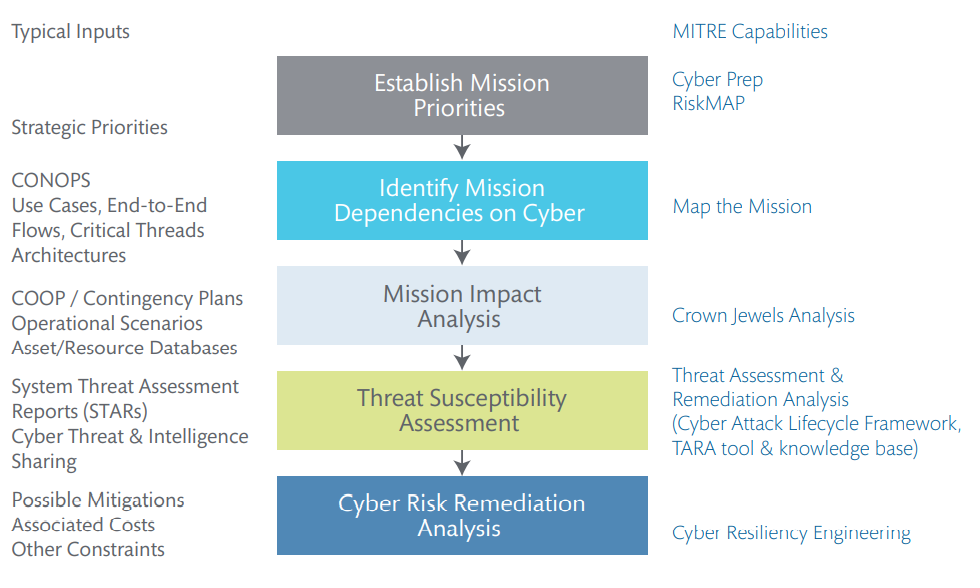 Typical Inputs
MITRE Capabilities
Establish Mission
Priorities
Cyber Prep
RiskMAP
Strategic Priorities
Identify Mission
Dependencies on Cyber
CONOPS
Use Cases, End-to-End
Flows, Critical Threads
Architectures
Map the Mission
Mission Impact
Analysis
COOP / Contingency Plans
Operational Scenarios
Asset/Resource Databases
Crown Jewels Analysis
Threat Susceptibility
Assessment
System Threat Assessment
Reports (STARs)
Cyber Threat & Intelligence
Sharing
Threat Assessment &
Remediation Analysis
(Cyber Attack Lifecycle Framework,
TARA tool & knowledge base)
Cyber Risk Remediation
Analysis
Possible Mitigations
Associated Costs
Other Constraints
Cyber Resiliency Engineering